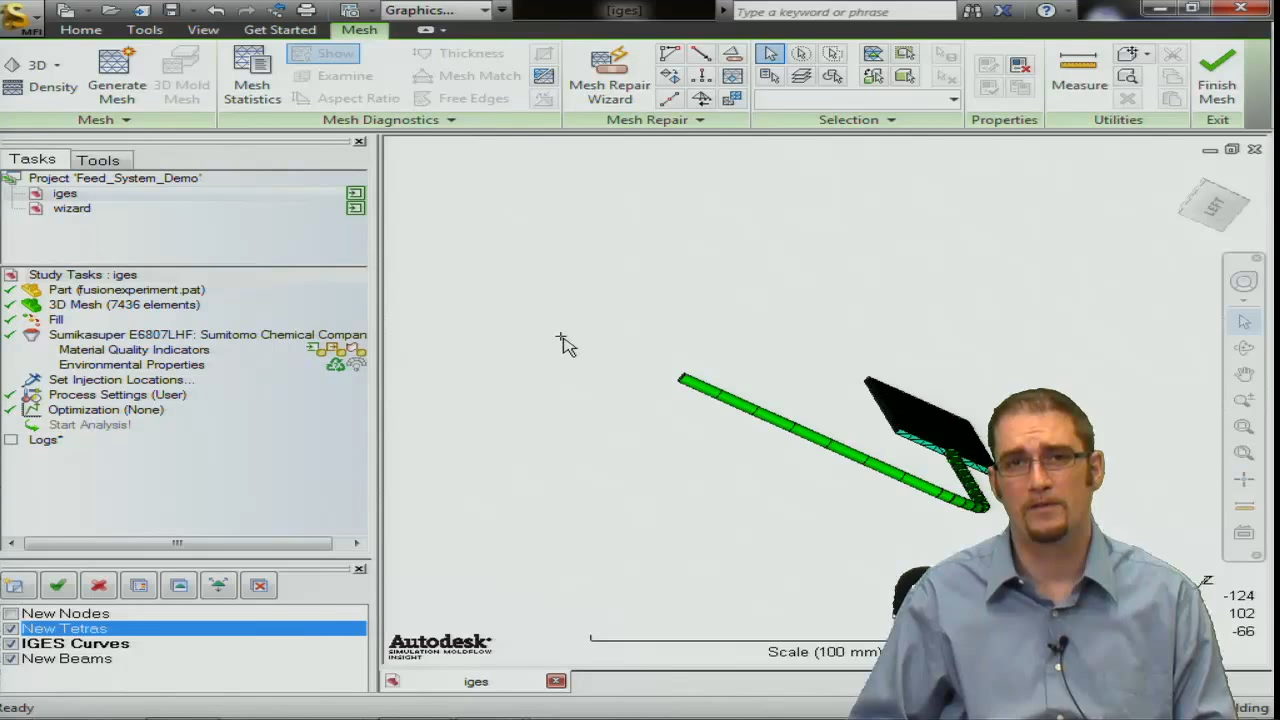 MFI
Graphics...
[iges]
Type a keyword or phrase
Home
Tools
View
Get Started
Mesh
3D
Density
Generate Mesh
3D Mold Mesh
Mesh Statistics
Show
Examine
Aspect Ratio
Thickness
Mesh Match
Free Edges
Mesh Repair Wizard
Measure
Finish Mesh
Mesh
Mesh Diagnostics
Mesh Repair
Selection
Properties
Utilities
Exit
Tasks
Tools
Project 'Feed_System_Demo'
iges
wizard
LEFT
Study Tasks : iges
Part (fusionexperiment.pat)
3D Mesh (7436 elements)
Fill
Sumikasuper E6807LHF: Sumitomo Chemical Compan
Material Quality Indicators
Environmental Properties
Set Injection Locations...
Process Settings (User)
Optimization (None)
Start Analysis!
Logs*
New Nodes
New Tetras
IGES Curves
New Beams
Autodesk
SIMULATION MOLDFLOW
INSIGHT
Scale (100 mm)
Z
-124
102
-66
iges
Ready
lding